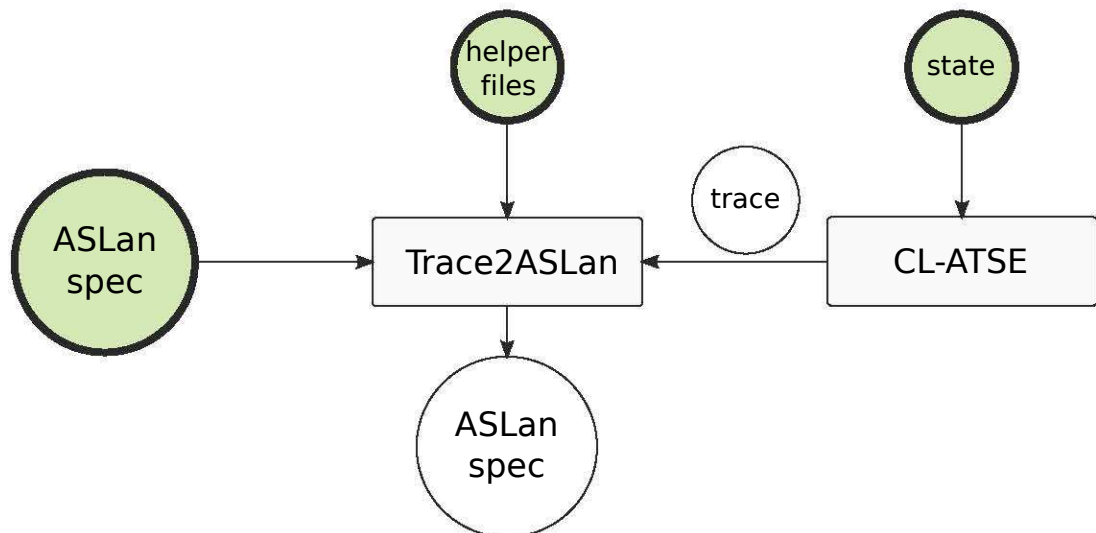 helper
files
state
trace
ASLan
spec
Trace2ASLan
CL-ATSE
ASLan
spec